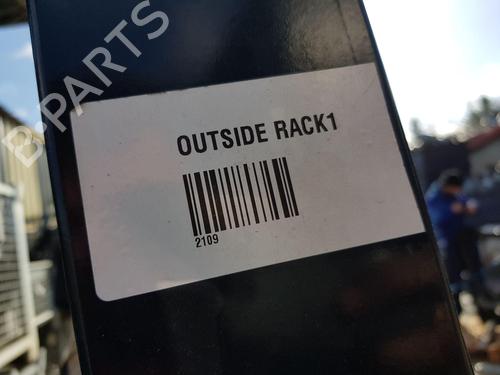 B PARTS
OUTSIDE RACK1
2109